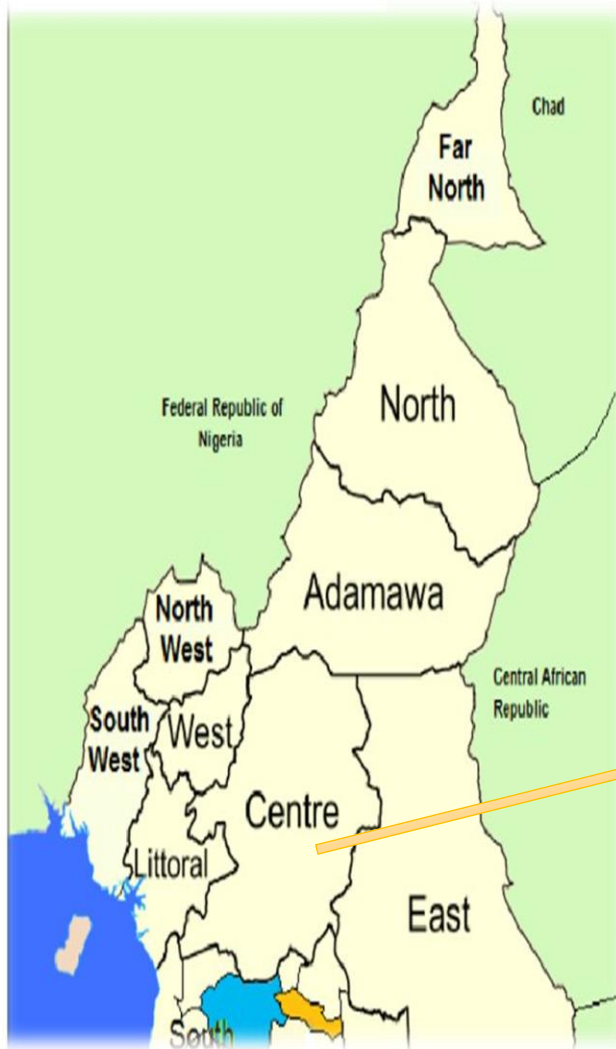 Chad
Far
North
North
Federal Republic of
Nigeria
Adamawa
North
West
Central African
Republic
South
West
West
Centre
Littoral
East
South